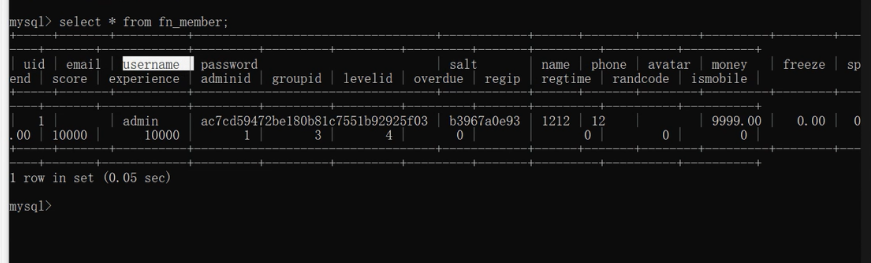 mysql> select * from fn_member;
| uid | email | username | password | salt | name | phone | avatar | money | freeze | sp
end | score | experience | adminid | groupid | levelid | overdue | regip | regtime | randcode | ismobile |
| 1 | | admin | ac7cd59472be180b81c7551b92925f03 | b3967a0e93 | 1212 | 12 | | 9999.00 | 0.00 | 0
.00 | 10000 | 10000 | 1 | 3 | 4 | 0 | | 0 | 0 | 0 |
1 row in set (0.05 sec)
mysql>